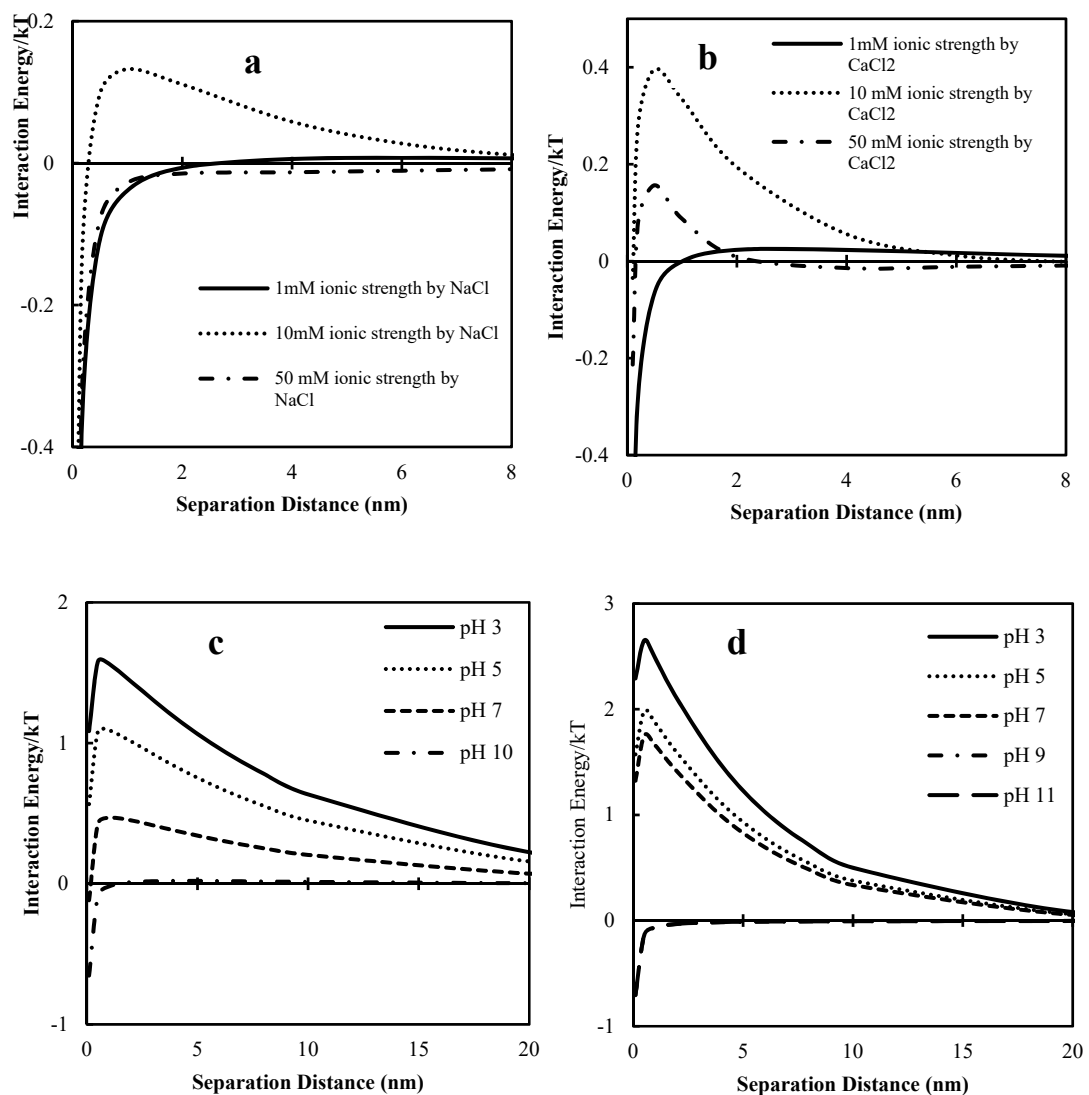 a
Interaction Energy/kT
0.2
0
-0.2
-0.4
1mM ionic strength by NaCl
10mM ionic strength by NaCl
50 mM ionic strength by
NaCl
0 2 4 6 8
Separation Distance (nm)
b
Interaction Energy/kT
0.4
0.2
0
-0.2
-0.4
1mM ionic strength by
CaCl2
10 mM ionic strength by
CaCl2
50 mM ionic strength by
CaCl2
0 2 4 6 8
Separation Distance (nm)
c
Interaction Energy/kT
2
1
0
-1
pH 3
pH 5
pH 7
pH 10
0 5 10 15 20
Separation Distance (nm)
d
Interaction Energy/kT
3
2
1
0
-1
pH 3
pH 5
pH 7
pH 9
pH 11
0 5 10 15 20
Separation Distance (nm)